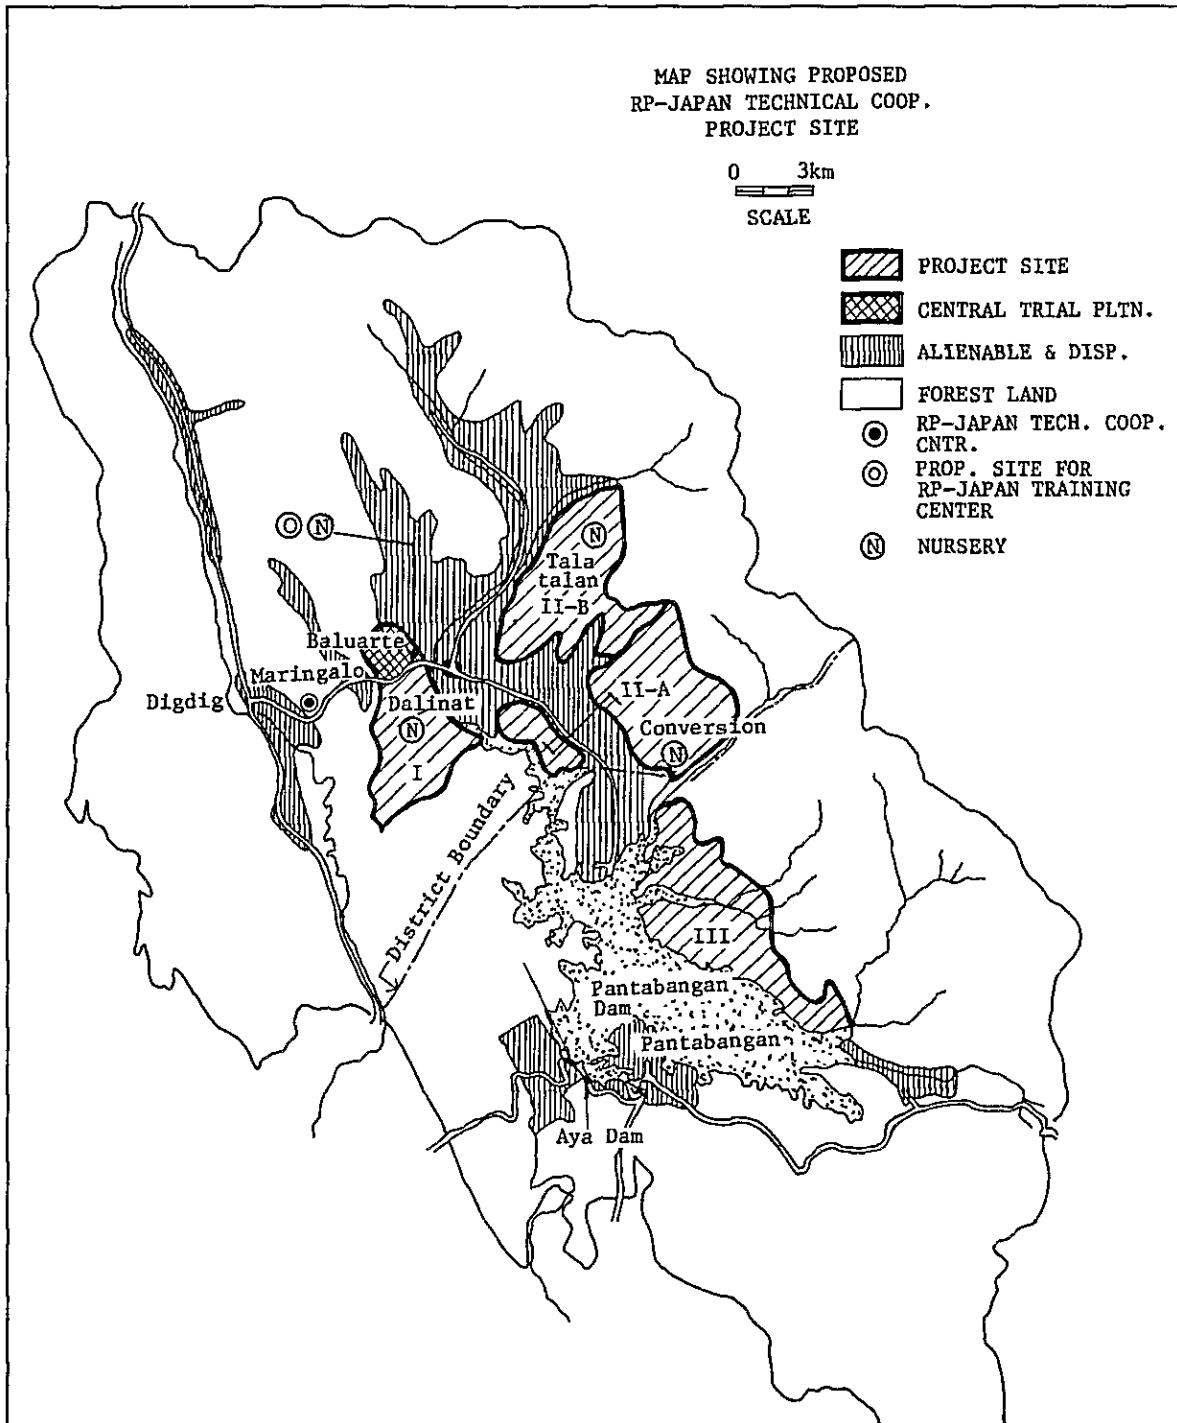 MAP SHOWING PROPOSED
RP-JAPAN TECHNICAL COOP.
PROJECT SITE
0 3km
SCALE
PROJECT SITE
CENTRAL TRIAL PLTN.
ALIENABLE & DISP.
FOREST LAND
RP-JAPAN TECH. COOP.
CNTR.
PROP. SITE FOR
RP-JAPAN TRAINING
CENTER
N NURSERY
O N
N
Tala
talan
II-B
Baluarte
Maringalo
Digdig
Dalinat
N
I
II-A
Conversion
N
District Boundary
III
Pantabangan
Dam
Pantabangan
Aya Dam